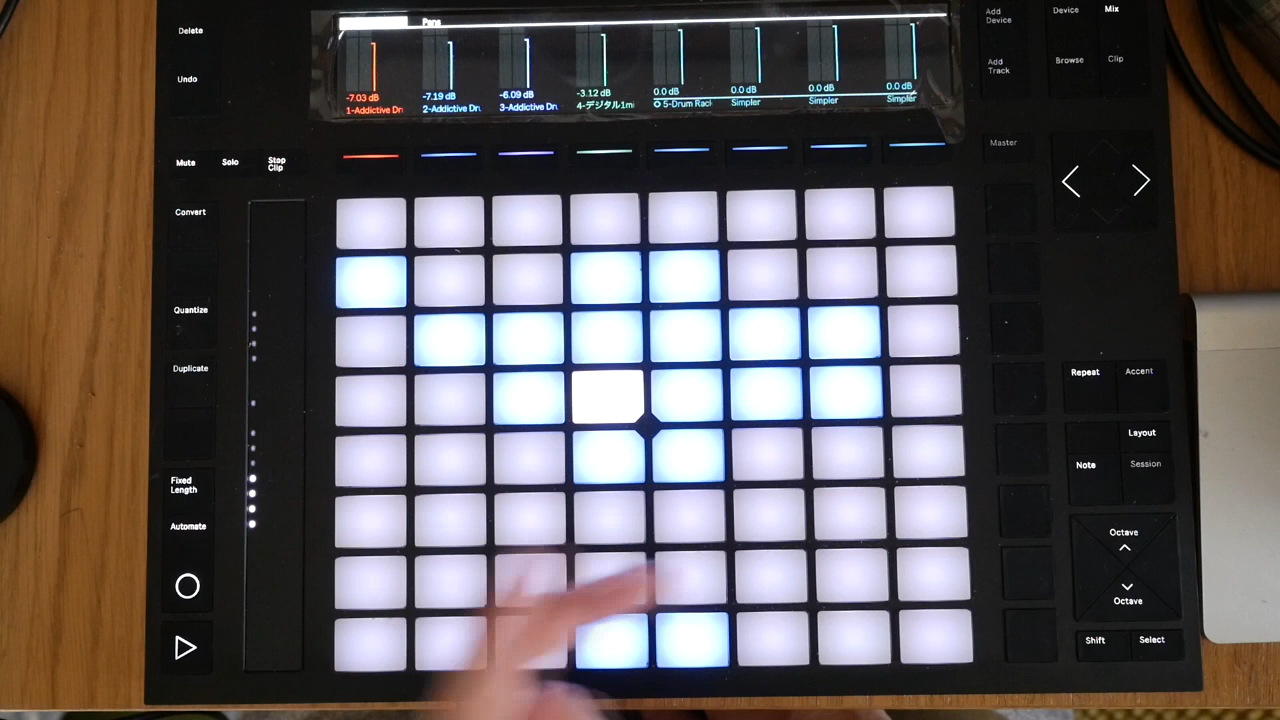 Delete
Undo
Pans
-7.03 dB
-7.19 dB
-6.09 dB
-3.12 dB
0.0 dB
0.0 dB
0.0 dB
0.0 dB
1-Addictive Dr
2-Addictive Dr
3-Addictive Dr
4-デジタル1mi
5-Drum Rack
Simpler
Simpler
Simpler
Add
Device
Add
Track
Device
Mix
Browse
Clip
Mute
Solo
Stop
Clip
Master
Convert
Quantize
Duplicate
Fixed
Length
Automate
Repeat
Accent
Layout
Note
Session
Octave
Octave
Shift
Select